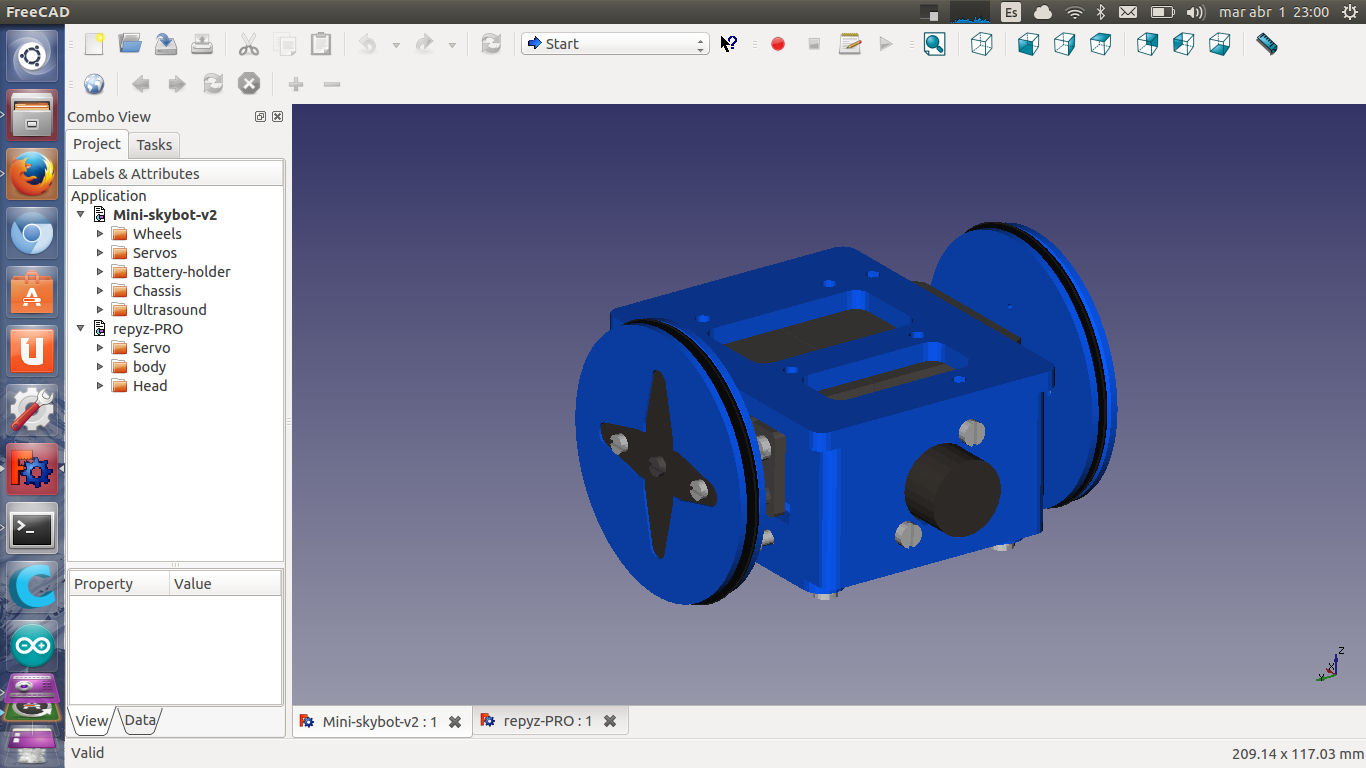 FreeCAD
Es
mar abr 1 23:00
Start
Combo View
Project
Tasks
Labels & Attributes
Application
Mini-skybot-v2
Wheels
Servos
Battery-holder
Chassis
Ultrasound
repyz-PRO
Servo
body
Head
Property
Value
View
Data
Z
X
Y
Mini-skybot-v2 : 1
repyz-PRO : 1
Valid
209.14 x 117.03 mm